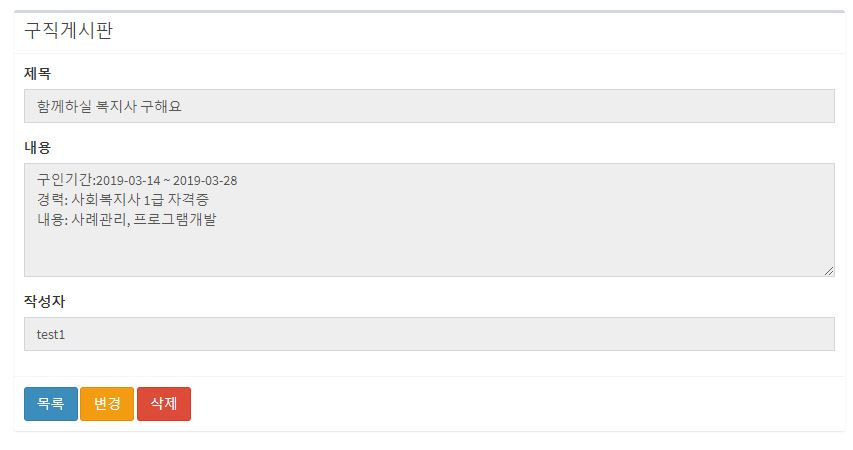 구직게시판
제목
함께하실 복지사 구해요
내용
구인기간:2019-03-14 ~ 2019-03-28
경력: 사회복지사 1급 자격증
내용: 사례관리, 프로그램개발
작성자
test1
목록 변경 삭제